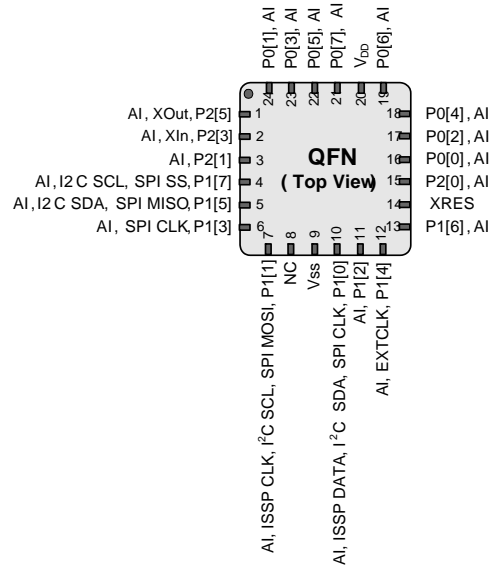 P0[1], AI
P0[3], AI
P0[5], AI
P0[7], AI
VDD
P0[6], AI
24
23
22
21
20
19
AI, XOut, P2[5]
1
18
P0[4], AI
AI, XIn, P2[3]
2
17
P0[2], AI
AI, P2[1]
3
QFN
16
P0[0], AI
AI, I2 C SCL, SPI SS, P1[7]
4
( Top View)
15
P2[0], AI
AI, I2 C SDA, SPI MISO, P1[5]
5
14
XRES
AI, SPI CLK, P1[3]
6
13
P1[6], AI
7
8
9
10
11
12
AI, ISSP CLK, I²C SCL, SPI MOSI, P1[1]
NC
Vss
AI, ISSP DATA, I²C SDA, SPI CLK, P1[0]
AI, P1[2]
AI, EXTCLK, P1[4]